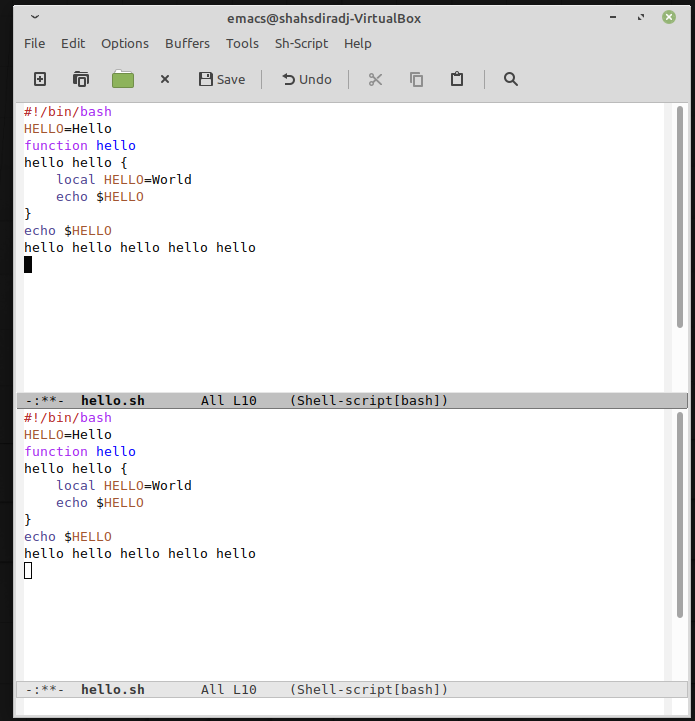 emacs@shahsdiradj-VirtualBox
File Edit Options Buffers Tools Sh-Script Help
Save Undo
#!/bin/bash
HELLO=Hello
function hello
hello hello {
    local HELLO=World
    echo $HELLO
}
echo $HELLO
hello hello hello hello hello
-:**-  hello.sh       All L10    (Shell-script[bash])
#!/bin/bash
HELLO=Hello
function hello
hello hello {
    local HELLO=World
    echo $HELLO
}
echo $HELLO
hello hello hello hello hello
-:**-  hello.sh       All L10    (Shell-script[bash])